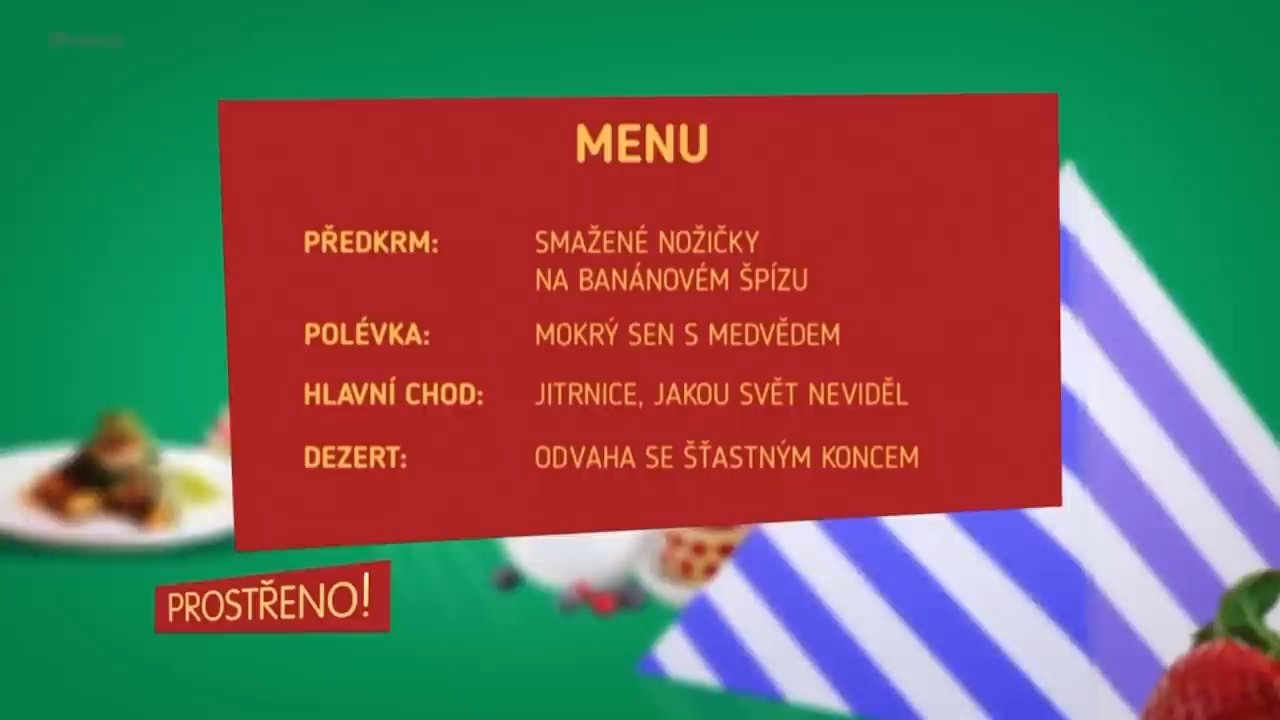 MENU
PŘEDKRM: SMAŽENÉ NOŽIČKY
NA BANÁNOVÉM ŠPÍZU
POLÉVKA: MOKRÝ SEN S MEDVĚDEM
HLAVNÍ CHOD: JITRNICE, JAKOU SVĚT NEVIDĚL
DEZERT: ODVAHA SE ŠŤASTNÝM KONCEM
PROSTŘENO!